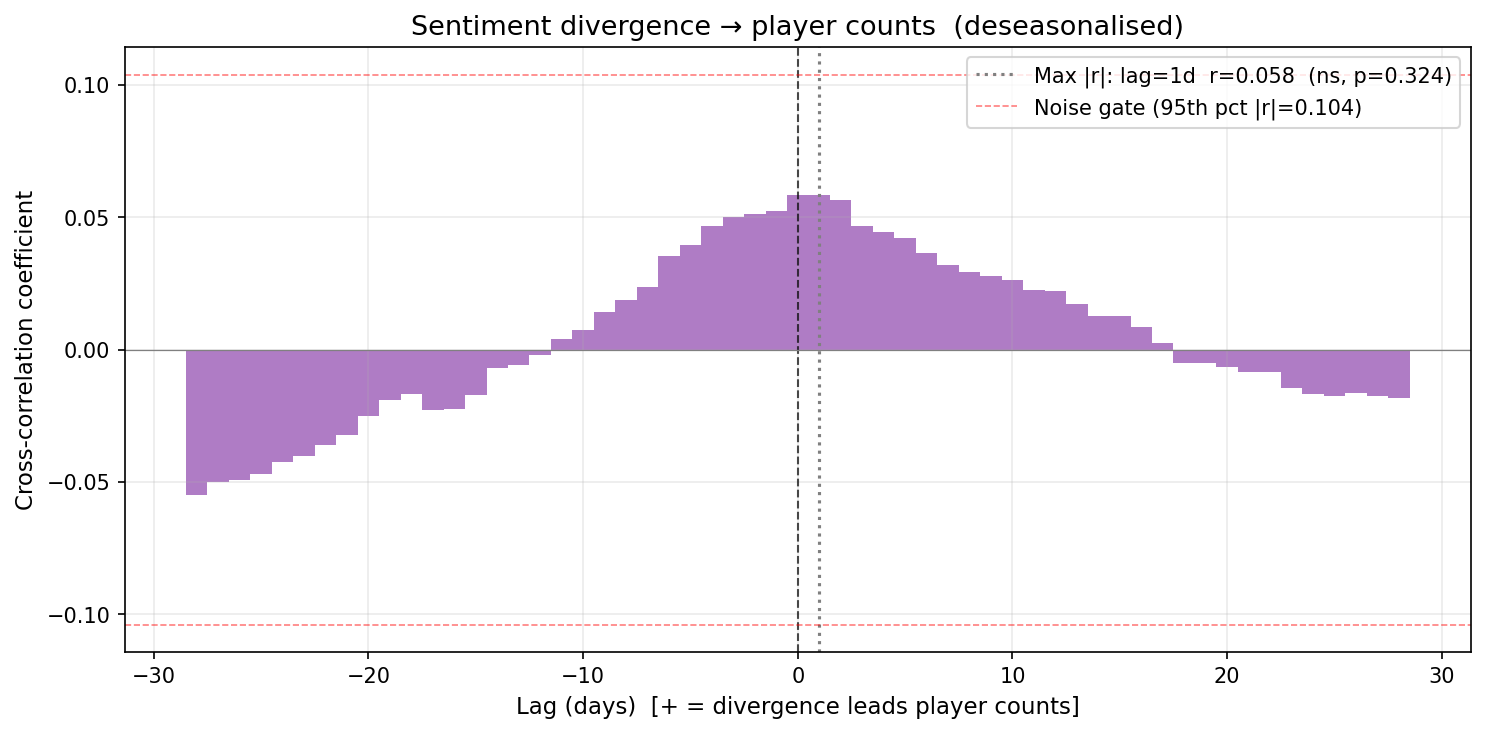 Sentiment divergence → player counts  (deseasonalised)
Max |r|: lag=1d  r=0.058  (ns, p=0.324)
Noise gate (95th pct |r|=0.104)
Cross-correlation coefficient
0.10
0.05
0.00
−0.05
−0.10
−30
−20
−10
0
10
20
30
Lag (days)  [+ = divergence leads player counts]